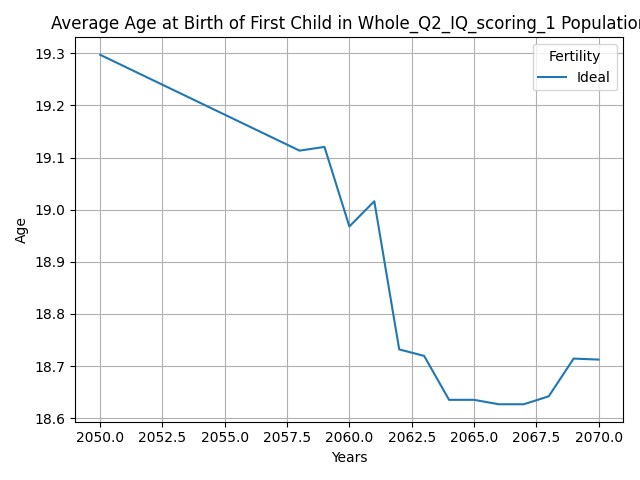 Average Age at Birth of First Child in Whole_Q2_IQ_scoring_1 Population
Fertility
Ideal
19.3
19.2
19.1
19.0
18.9
18.8
18.7
18.6
Age
2050.0 2052.5 2055.0 2057.5 2060.0 2062.5 2065.0 2067.5 2070.0
Years